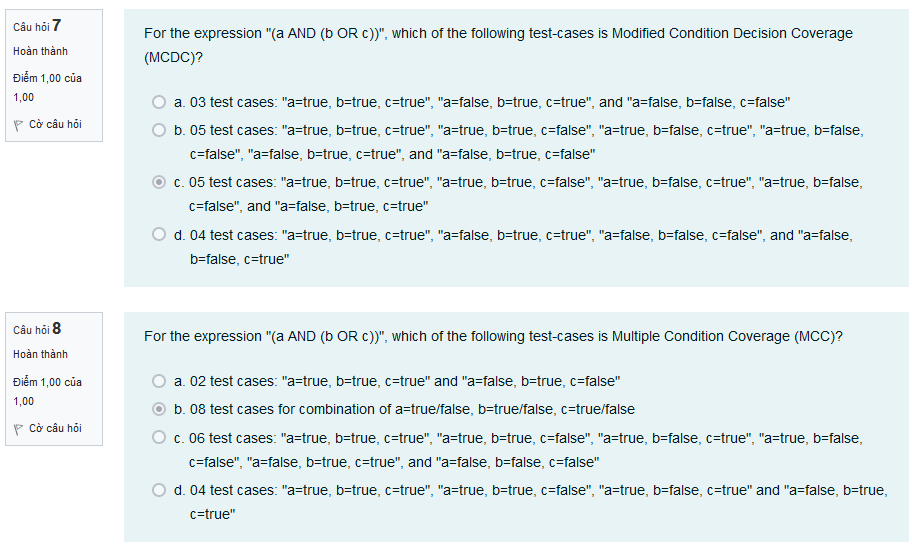 Câu hỏi 7
Hoàn thành
Điểm 1,00 của
1,00
Cờ câu hỏi
For the expression "(a AND (b OR c))", which of the following test-cases is Modified Condition Decision Coverage
(MCDC)?
a. 03 test cases: "a=true, b=true, c=true", "a=false, b=true, c=true", and "a=false, b=false, c=false"
b. 05 test cases: "a=true, b=true, c=true", "a=true, b=true, c=false", "a=true, b=false, c=true", "a=true, b=false,
c=false", "a=false, b=true, c=true", and "a=false, b=true, c=false"
c. 05 test cases: "a=true, b=true, c=true", "a=true, b=true, c=false", "a=true, b=false, c=true", "a=true, b=false,
c=false", and "a=false, b=true, c=true"
d. 04 test cases: "a=true, b=true, c=true", "a=false, b=true, c=true", "a=false, b=false, c=false", and "a=false,
b=false, c=true"
Câu hỏi 8
Hoàn thành
Điểm 1,00 của
1,00
Cờ câu hỏi
For the expression "(a AND (b OR c))", which of the following test-cases is Multiple Condition Coverage (MCC)?
a. 02 test cases: "a=true, b=true, c=true" and "a=false, b=true, c=false"
b. 08 test cases for combination of a=true/false, b=true/false, c=true/false
c. 06 test cases: "a=true, b=true, c=true", "a=true, b=true, c=false", "a=true, b=false, c=true", "a=true, b=false,
c=false", "a=false, b=true, c=true", and "a=false, b=false, c=false"
d. 04 test cases: "a=true, b=true, c=true", "a=true, b=true, c=false", "a=true, b=false, c=true" and "a=false, b=true,
c=true"